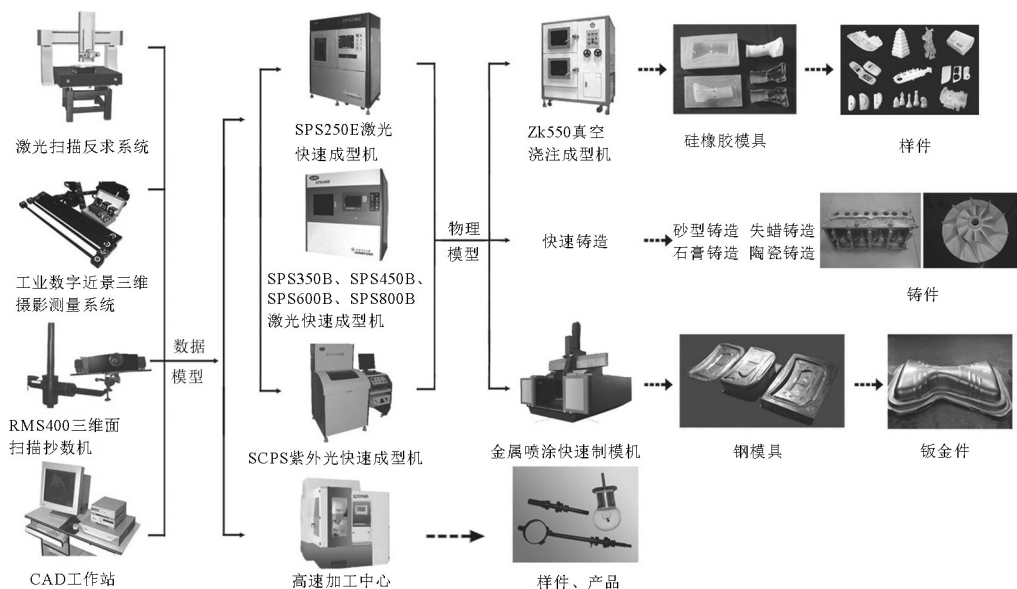 激光扫描反求系统
工业数字近景三维
摄影测量系统
RMS400三维面
扫描抄数机
CAD工作站
数据
模型
SPS250E激光
快速成型机
SPS350B、SPS450B、
SPS600B、SPS800B
激光快速成型机
SCPS紫外光快速成型机
高速加工中心
物理
模型
Zk550真空
浇注成型机
硅橡胶模具
样件
快速铸造
砂型铸造 失蜡铸造
石膏铸造 陶瓷铸造
铸件
金属喷涂快速制模机
钢模具
钣金件
样件、产品